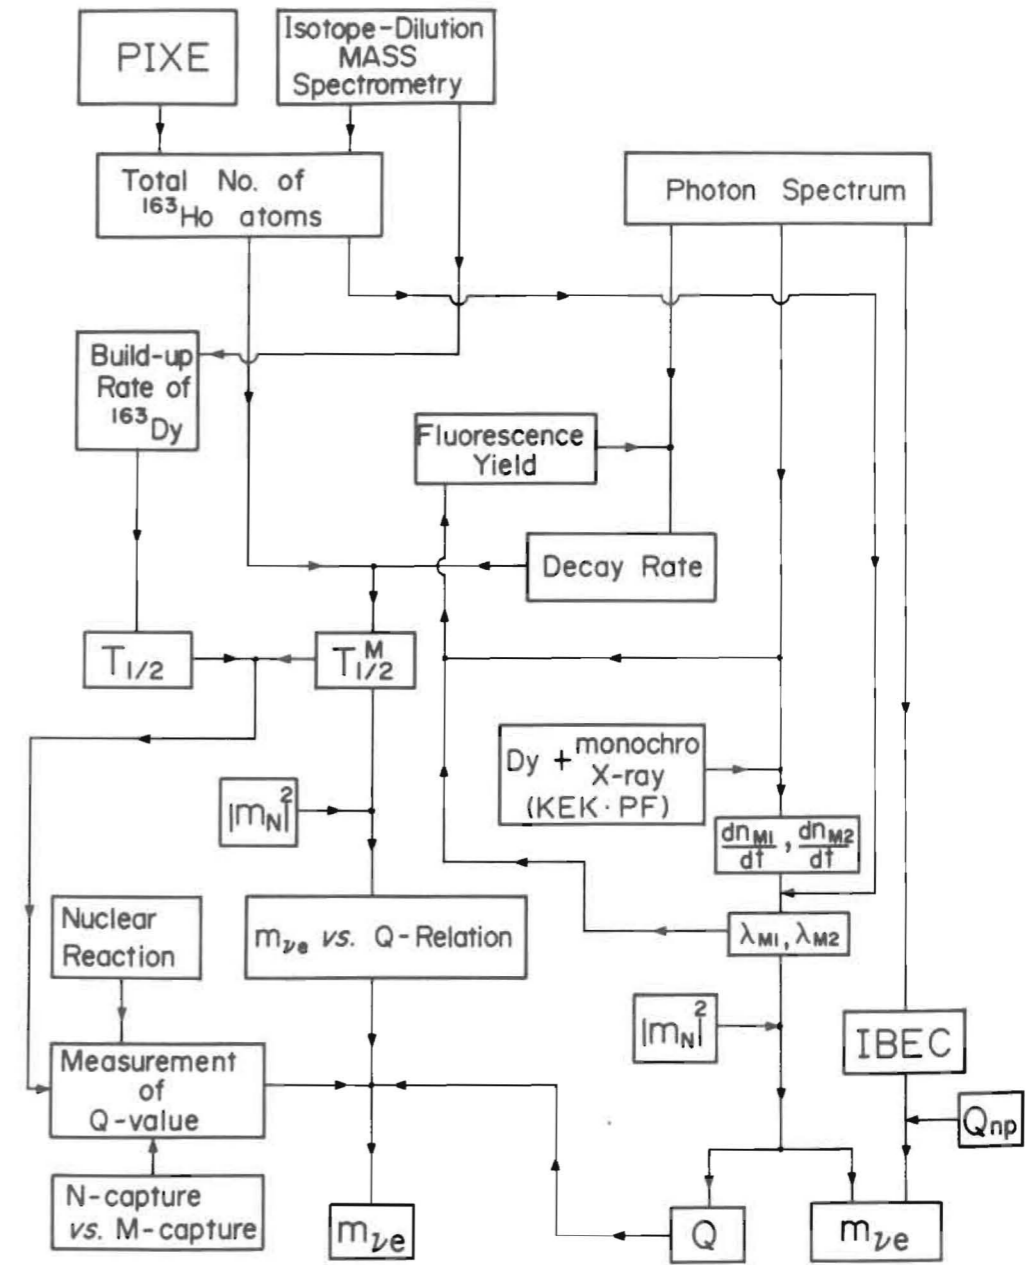 PIXE
Isotope-Dilution
MASS
Spectrometry
Total No. of
¹⁶³Ho atoms
Photon Spectrum
Build-up
Rate of
¹⁶³Dy
Fluorescence
Yield
Decay Rate
T₁/₂
Tᴹ₁/₂
Dy + monochro
X-ray
(KEK·PF)
|mN|²
dnM1/dt, dnM2/dt
Nuclear
Reaction
mνe vs. Q-Relation
λM1, λM2
|mN|²
IBEC
Measurement
of
Q-value
Qnp
N-capture
vs. M-capture
mνe
Q
mνe